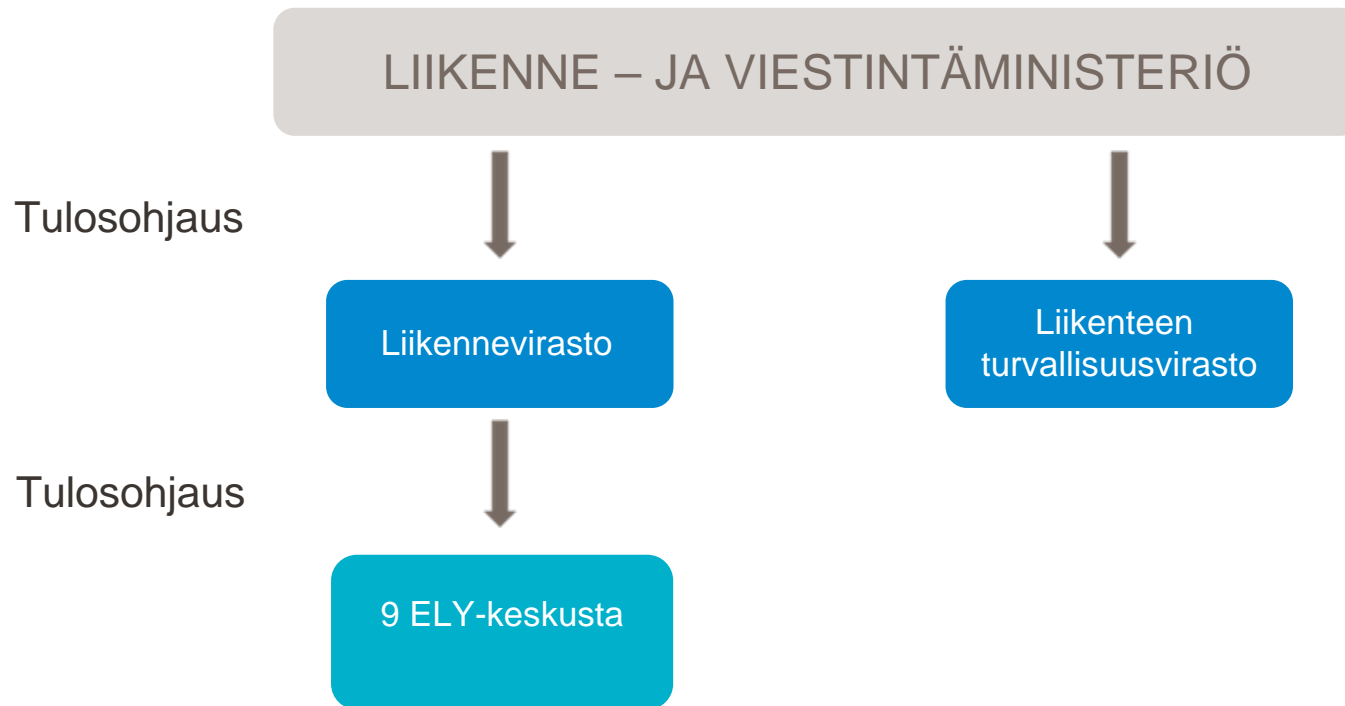 LIIKENNE – JA VIESTINTÄMINISTERIÖ
Tulosohjaus
Liikennevirasto
Liikenteen
turvallisuusvirasto
Tulosohjaus
9 ELY-keskusta